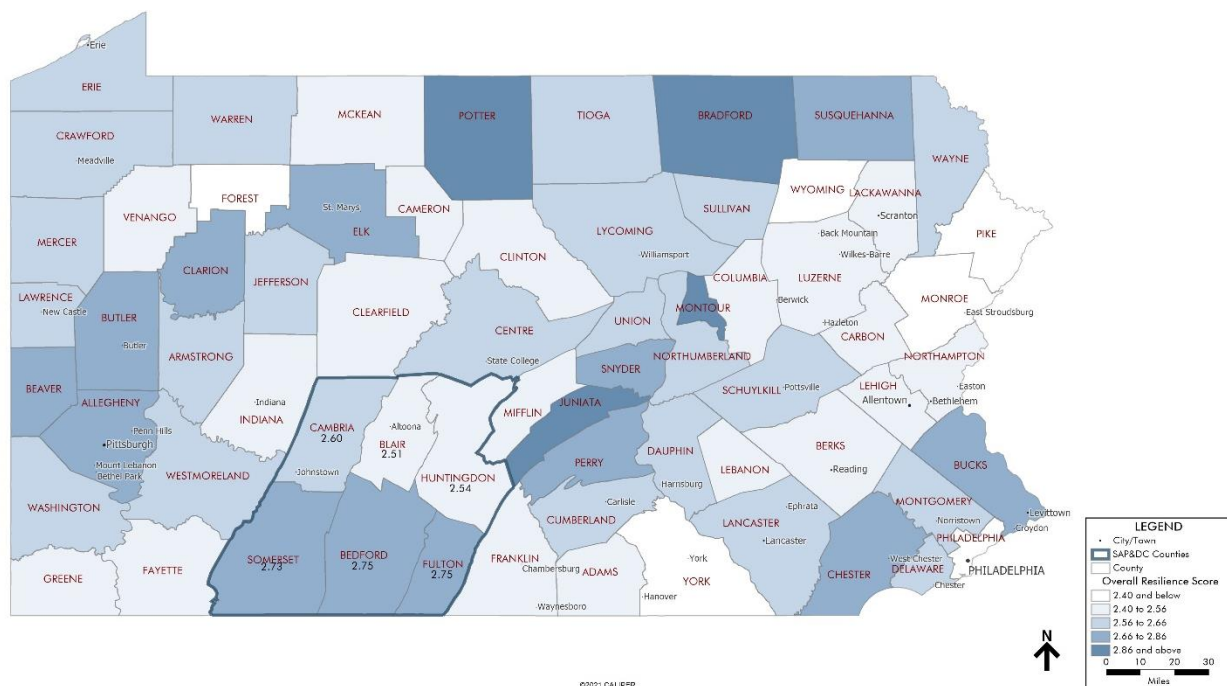 Erie
ERIE
WARREN
MCKEAN
POTTER
TIOGA
BRADFORD
SUSQUEHANNA
CRAWFORD
Meadville
WAYNE
FOREST
WYOMING
LACKAWANNA
Scranton
VENANGO
St. Marys
ELK
CAMERON
SULLIVAN
MERCER
LYCOMING
Williamsport
Back Mountain
Wilkes-Barre
PIKE
CLARION
CLINTON
COLUMBIA
LUZERNE
JEFFERSON
LAWRENCE
New Castle
BUTLER
Butler
CLEARFIELD
MONTOUR
Berwick
MONROE
East Stroudsburg
UNION
Hazleton
CENTRE
State College
CARBON
ARMSTRONG
NORTHUMBERLAND
NORTHAMPTON
SNYDER
BEAVER
ALLEGHENY
SCHUYLKILL
Pottsville
LEHIGH
Allentown
Easton
Bethlehem
Indiana
INDIANA
CAMBRIA
2.60
Altoona
BLAIR
2.51
MIFFLIN
JUNIATA
Penn Hills
Pittsburgh
Mount Lebanon
Bethel Park
WESTMORELAND
Johnstown
HUNTINGDON
2.54
PERRY
DAUPHIN
Harrisburg
LEBANON
BERKS
Reading
BUCKS
WASHINGTON
Carlisle
CUMBERLAND
Ephrata
LANCASTER
Lancaster
MONTGOMERY
Norristown
Levittown
Croydon
PHILADELPHIA
PHILADELPHIA
West Chester
DELAWARE
Chester
CHESTER
SOMERSET
2.73
BEDFORD
2.75
FULTON
2.75
FRANKLIN
Chambersburg
ADAMS
York
YORK
Hanover
Waynesboro
GREENE
FAYETTE
LEGEND
City/Town
SAP&DC Counties
County
Overall Resilience Score
2.40 and below
2.40 to 2.56
2.56 to 2.66
2.66 to 2.86
2.86 and above
0 10 20 30
Miles
N
©2021 CALIPER